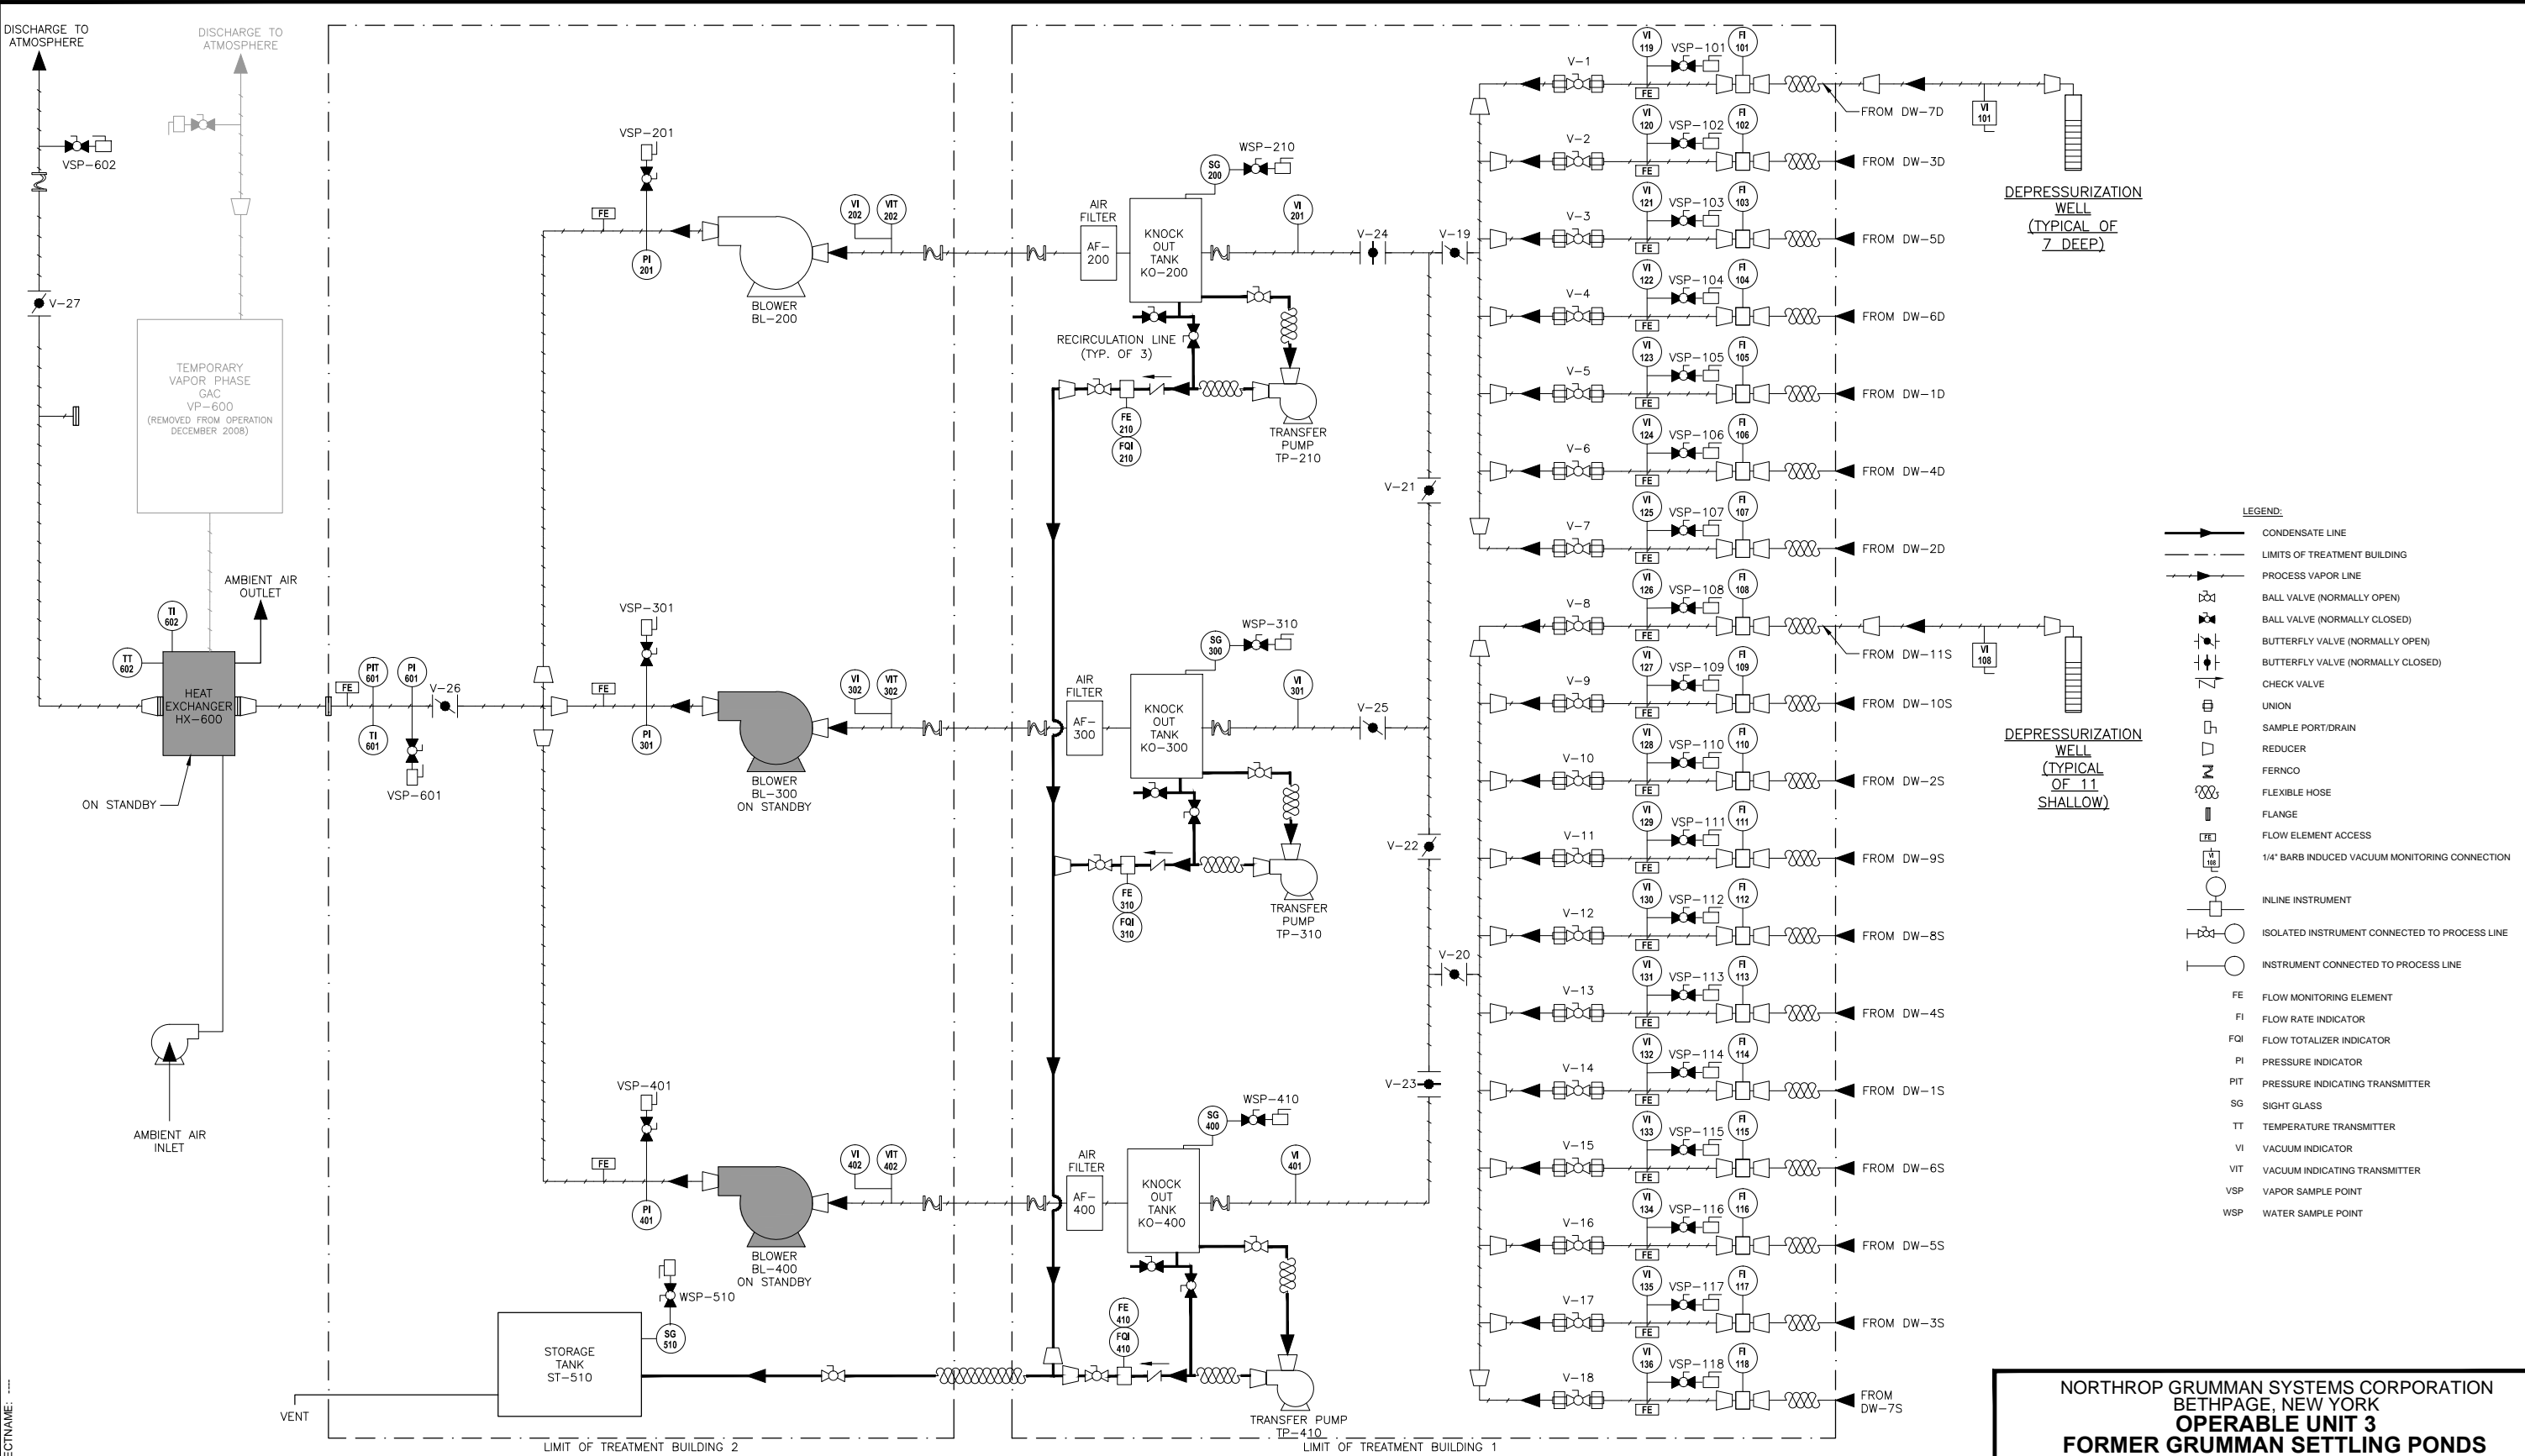 DISCHARGE TO
ATMOSPHERE
DISCHARGE TO
ATMOSPHERE
VSP-602
V-27
TEMPORARY
VAPOR PHASE
GAC
VP-600
(REMOVED FROM OPERATION
DECEMBER 2008)
AMBIENT AIR
OUTLET
TI
602
TT
602
HEAT
EXCHANGER
HX-600
ON STANDBY
AMBIENT AIR
INLET
FE
PIT
601
PI
601
V-26
TI
601
VSP-601
VSP-201
FE
PI
201
BLOWER
BL-200
VI
202
VIT
202
VSP-301
FE
PI
301
BLOWER
BL-300
ON STANDBY
VI
302
VIT
302
VSP-401
FE
PI
401
BLOWER
BL-400
ON STANDBY
VI
402
VIT
402
WSP-510
SG
510
STORAGE
TANK
ST-510
VENT
LIMIT OF TREATMENT BUILDING 2
AIR
FILTER
AF-
200
KNOCK
OUT
TANK
KO-200
SG
200
WSP-210
VI
201
V-24
V-19
RECIRCULATION LINE
(TYP. OF 3)
FE
210
FQI
210
TRANSFER
PUMP
TP-210
V-21
AIR
FILTER
AF-
300
KNOCK
OUT
TANK
KO-300
SG
300
WSP-310
VI
301
V-25
FE
310
FQI
310
TRANSFER
PUMP
TP-310
V-22
V-20
V-23
AIR
FILTER
AF-
400
KNOCK
OUT
TANK
KO-400
SG
400
WSP-410
VI
401
FE
410
FQI
410
TRANSFER PUMP
TP-410
LIMIT OF TREATMENT BUILDING 1
V-1
VI
119
VSP-101
FI
101
FE
FROM DW-7D
VI
101
V-2
VI
120
VSP-102
FI
102
FE
FROM DW-3D
V-3
VI
121
VSP-103
FI
103
FE
FROM DW-5D
V-4
VI
122
VSP-104
FI
104
FE
FROM DW-6D
V-5
VI
123
VSP-105
FI
105
FE
FROM DW-1D
V-6
VI
124
VSP-106
FI
106
FE
FROM DW-4D
V-7
VI
125
VSP-107
FI
107
FE
FROM DW-2D
V-8
VI
126
VSP-108
FI
108
FE
FROM DW-11S
VI
108
V-9
VI
127
VSP-109
FI
109
FE
FROM DW-10S
V-10
VI
128
VSP-110
FI
110
FE
FROM DW-2S
V-11
VI
129
VSP-111
FI
111
FE
FROM DW-9S
V-12
VI
130
VSP-112
FI
112
FE
FROM DW-8S
V-13
VI
131
VSP-113
FI
113
FE
FROM DW-4S
V-14
VI
132
VSP-114
FI
114
FE
FROM DW-1S
V-15
VI
133
VSP-115
FI
115
FE
FROM DW-6S
V-16
VI
134
VSP-116
FI
116
FE
FROM DW-5S
V-17
VI
135
VSP-117
FI
117
FE
FROM DW-3S
V-18
VI
136
VSP-118
FI
118
FE
FROM
DW-7S
DEPRESSURIZATION
WELL
(TYPICAL OF
7 DEEP)
DEPRESSURIZATION
WELL
(TYPICAL
OF 11
SHALLOW)
LEGEND:
CONDENSATE LINE
LIMITS OF TREATMENT BUILDING
PROCESS VAPOR LINE
BALL VALVE (NORMALLY OPEN)
BALL VALVE (NORMALLY CLOSED)
BUTTERFLY VALVE (NORMALLY OPEN)
BUTTERFLY VALVE (NORMALLY CLOSED)
CHECK VALVE
UNION
SAMPLE PORT/DRAIN
REDUCER
FERNCO
FLEXIBLE HOSE
FLANGE
FE FLOW ELEMENT ACCESS
VI
108
1/4" BARB INDUCED VACUUM MONITORING CONNECTION
INLINE INSTRUMENT
ISOLATED INSTRUMENT CONNECTED TO PROCESS LINE
INSTRUMENT CONNECTED TO PROCESS LINE
FE FLOW MONITORING ELEMENT
FI FLOW RATE INDICATOR
FQI FLOW TOTALIZER INDICATOR
PI PRESSURE INDICATOR
PIT PRESSURE INDICATING TRANSMITTER
SG SIGHT GLASS
TT TEMPERATURE TRANSMITTER
VI VACUUM INDICATOR
VIT VACUUM INDICATING TRANSMITTER
VSP VAPOR SAMPLE POINT
WSP WATER SAMPLE POINT
NORTHROP GRUMMAN SYSTEMS CORPORATION
BETHPAGE, NEW YORK
OPERABLE UNIT 3
FORMER GRUMMAN SETTLING PONDS
ECTNAME: ----